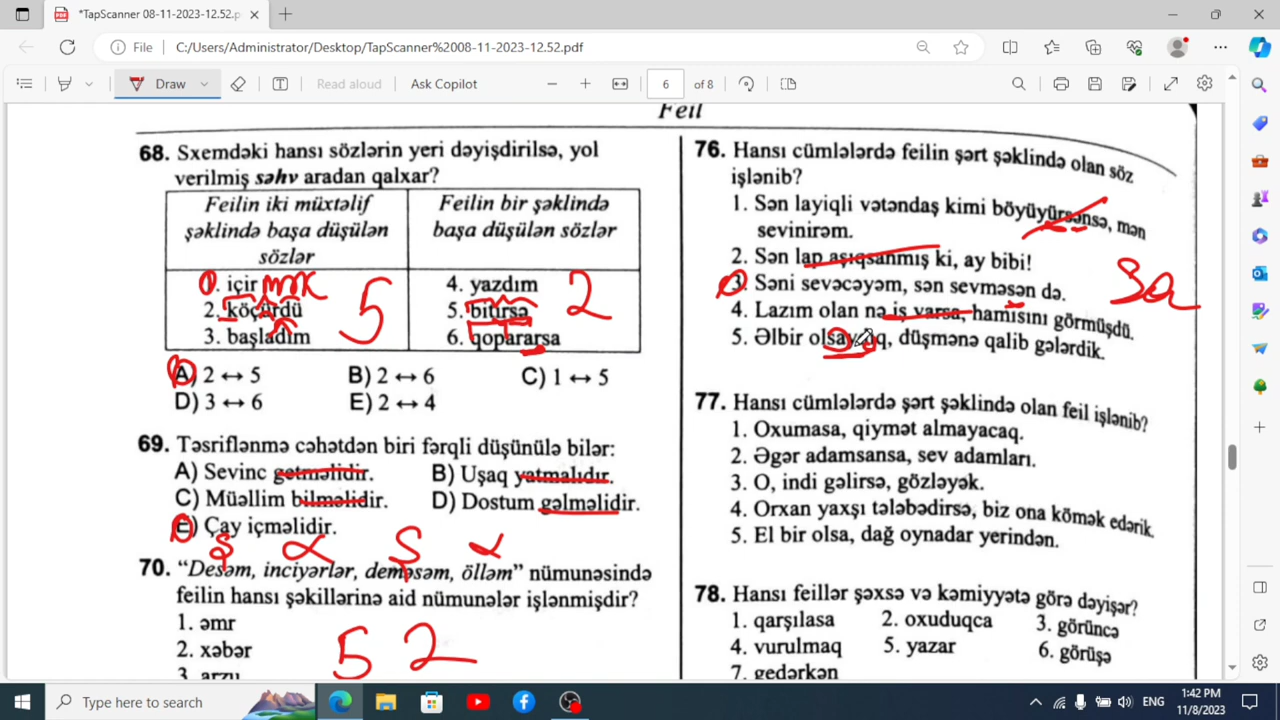 *TapScanner 08-11-2023-12.52.p
File
C:/Users/Administrator/Desktop/TapScanner%2008-11-2023-12.52.pdf
Draw
Read aloud
Ask Copilot
6
of 8
Feil
68. Sxemdəki hansı sözlərin yeri dəyişdirilsə, yol
verilmiş səhv aradan qalxar?
Feilin iki müxtəlif
şəklində başa düşülən
sözlər
Feilin bir şəklində
başa düşülən sözlər
1. içir mək
2. köçürdü
3. başladım
5
4. yazdım
5. bitirsə
6. qopararsa
2
A) 2 ↔ 5
B) 2 ↔ 6
C) 1 ↔ 5
D) 3 ↔ 6
E) 2 ↔ 4
69. Təsriflənmə cəhətdən biri fərqli düşünülə bilər:
A) Sevinc getməlidir.
B) Uşaq yatmalıdır.
C) Müəllim bilməlidir.
D) Dostum gəlməlidir.
E) Çay içməlidir.
Ş
Ş
70. “Desəm, inciyərlər, deməsəm, ölləm” nümunəsində
feilin hansı şəkillərinə aid nümunələr işlənmişdir?
1. əmr
2. xəbər
3. arzu
5 2
76. Hansı cümlələrdə feilin şərt şəklində olan söz
işlənib?
1. Sən layiqli vətəndaş kimi böyüyürsənsə, mən
sevinirəm.
2. Sən lap aşıqsanmış ki, ay bibi!
3. Səni sevəcəyəm, sən sevməsən də.
4. Lazım olan nə iş varsa, hamısını görmüşdü.
5. Əlbir olsaydıq, düşmənə qalib gələrdik.
sa
77. Hansı cümlələrdə şərt şəklində olan feil işlənib?
1. Oxumasa, qiymət almayacaq.
2. Əgər adamsansa, sev adamları.
3. O, indi gəlirsə, gözləyək.
4. Orxan yaxşı tələbədirsə, biz ona kömək edərik.
5. El bir olsa, dağ oynadar yerindən.
78. Hansı feillər şəxsə və kəmiyyətə görə dəyişər?
1. qarşılasa
2. oxuduqca
3. görüncə
4. vurulmaq
5. yazar
6. görüşə
7. gedərkən
Type here to search
ENG
1:42 PM
11/8/2023